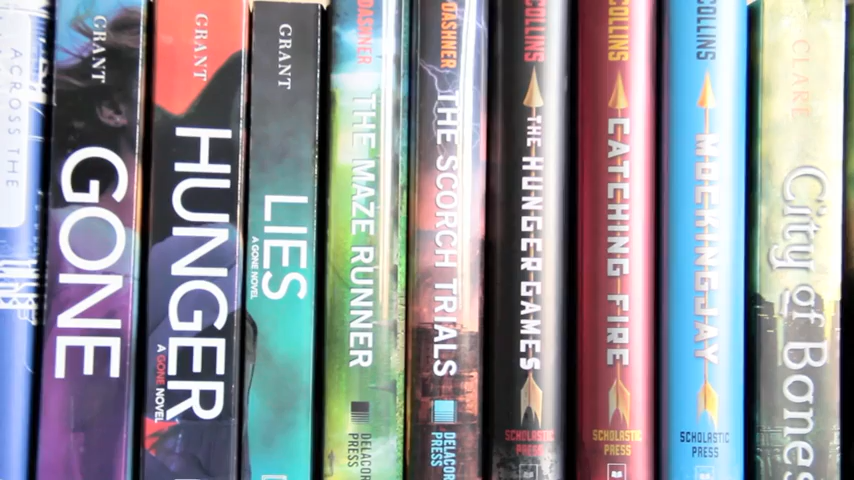 ACROSS THE
GRANT
GONE
GRANT
HUNGER
A GONE NOVEL
GRANT
LIES
A GONE NOVEL
DASHNER
THE MAZE RUNNER
DELACOR
PRESS
DASHNER
THE SCORCH TRIALS
DELACOR
PRESS
COLLINS
THE HUNGER GAMES
SCHOLASTIC
PRESS
COLLINS
CATCHING FIRE
SCHOLASTIC
PRESS
COLLINS
MOCKINGJAY
SCHOLASTIC
PRESS
CLARE
City of Bones